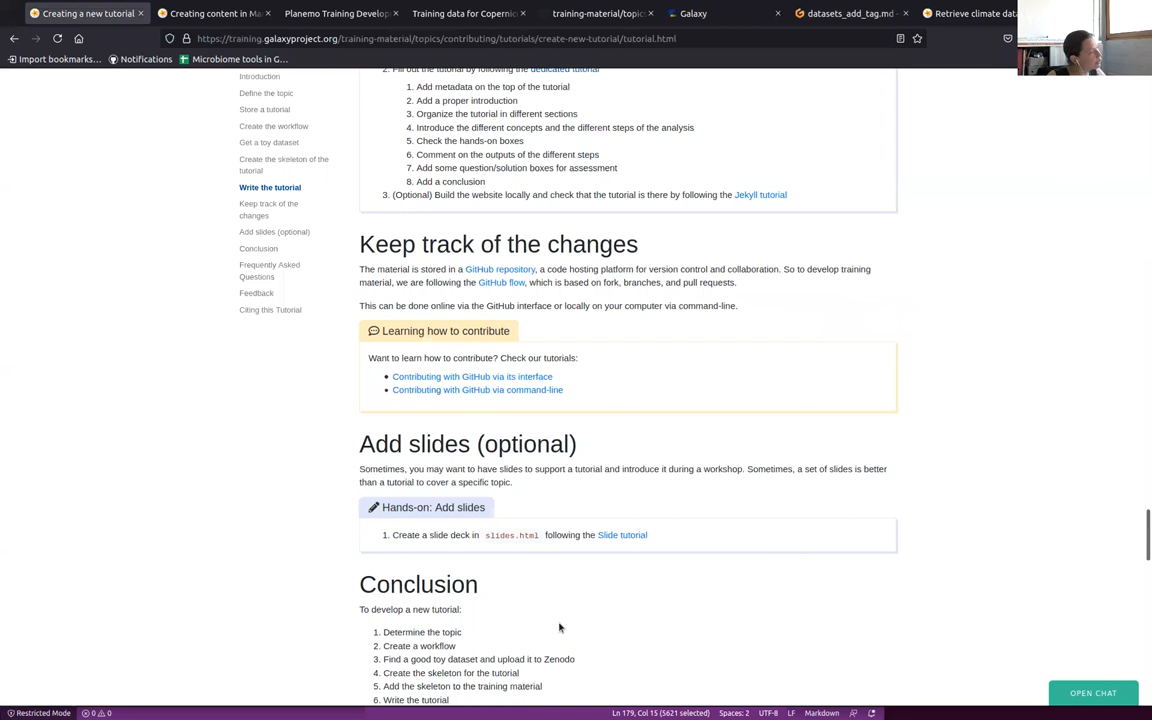 Creating a new tutorial
Creating content in Ma
Planemo Training Develop
Training data for Copernic
training-material/topic
Galaxy
datasets_add_tag.md -
Retrieve climate dat
https://training.galaxyproject.org/training-material/topics/contributing/tutorials/create-new-tutorial/tutorial.html
Import bookmarks...
Notifications
Microbiome tools in G...
Introduction
Define the topic
Store a tutorial
Create the workflow
Get a toy dataset
Create the skeleton of the
tutorial
Write the tutorial
Keep track of the
changes
Add slides (optional)
Conclusion
Frequently Asked
Questions
Feedback
Citing this Tutorial
2. Fill out the tutorial by following the dedicated tutorial
1. Add metadata on the top of the tutorial
2. Add a proper introduction
3. Organize the tutorial in different sections
4. Introduce the different concepts and the different steps of the analysis
5. Check the hands-on boxes
6. Comment on the outputs of the different steps
7. Add some question/solution boxes for assessment
8. Add a conclusion
3. (Optional) Build the website locally and check that the tutorial is there by following the Jekyll tutorial
Keep track of the changes
The material is stored in a GitHub repository, a code hosting platform for version control and collaboration. So to develop training
material, we are following the GitHub flow, which is based on fork, branches, and pull requests.
This can be done online via the GitHub interface or locally on your computer via command-line.
Learning how to contribute
Want to learn how to contribute? Check our tutorials:
Contributing with GitHub via its interface
Contributing with GitHub via command-line
Add slides (optional)
Sometimes, you may want to have slides to support a tutorial and introduce it during a workshop. Sometimes, a set of slides is better
than a tutorial to cover a specific topic.
Hands-on: Add slides
1. Create a slide deck in slides.html following the Slide tutorial
Conclusion
To develop a new tutorial:
1. Determine the topic
2. Create a workflow
3. Find a good toy dataset and upload it to Zenodo
4. Create the skeleton for the tutorial
5. Add the skeleton to the training material
6. Write the tutorial
OPEN CHAT
Restricted Mode 0 0
Ln 179, Col 15 (5621 selected) Spaces: 2 UTF-8 LF Markdown